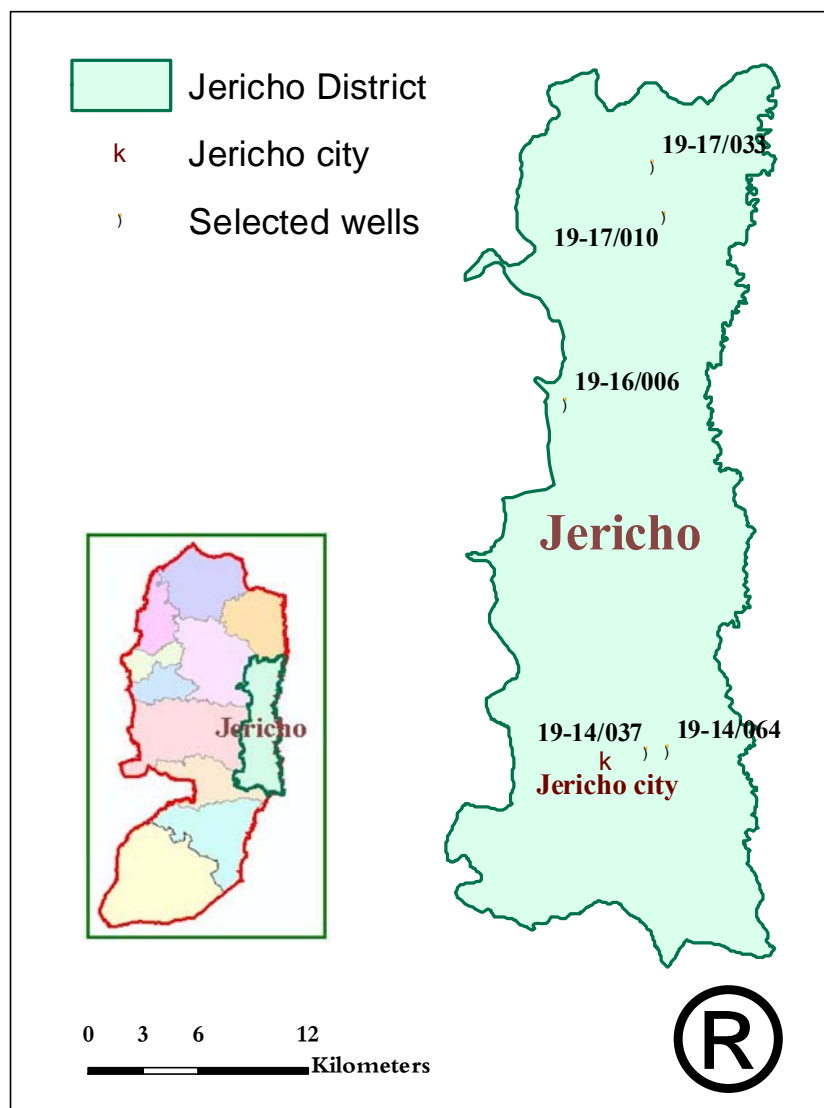 Jericho District
k Jericho city
Selected wells
19-17/033
19-17/010
19-16/006
Jericho
19-14/037
19-14/064
k
Jericho city
Jericho
0 3 6 12
Kilometers
®